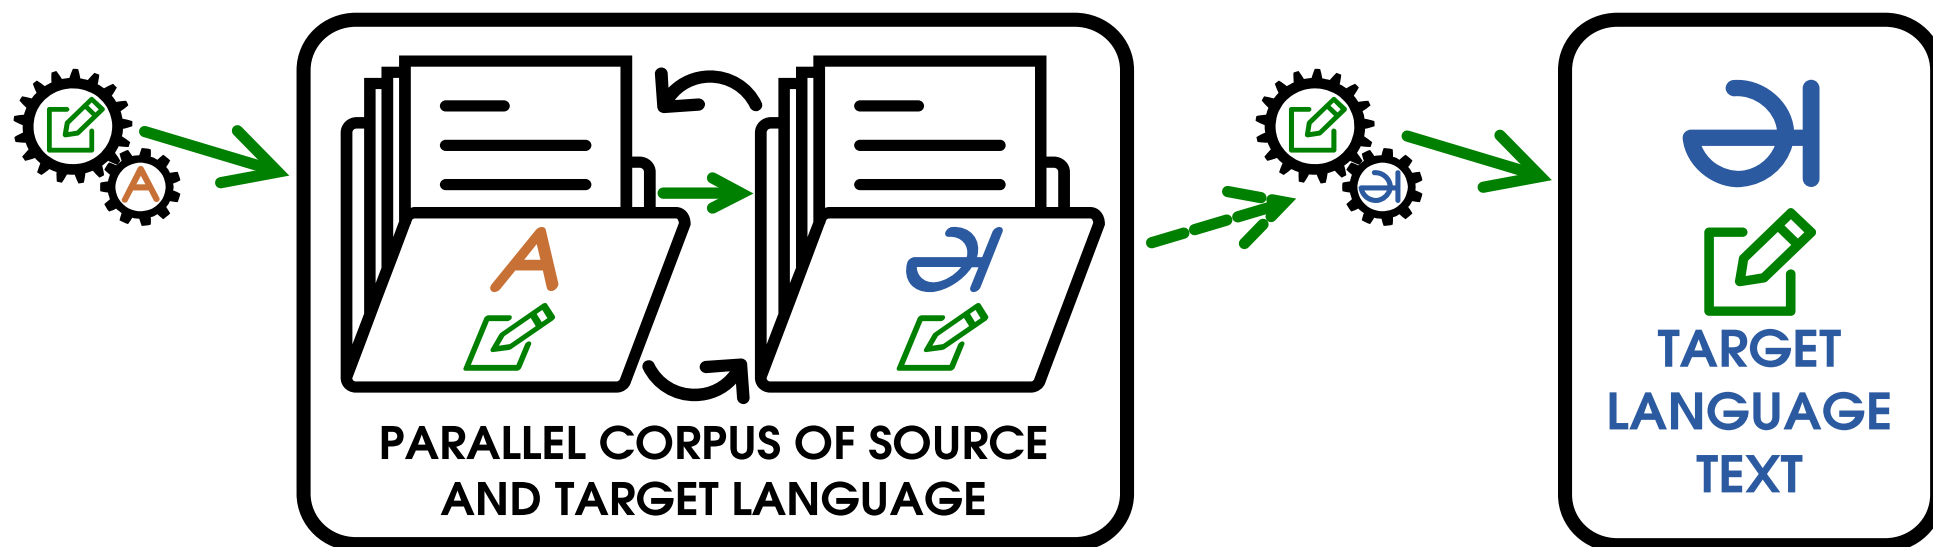 A
A அ
PARALLEL CORPUS OF SOURCE
AND TARGET LANGUAGE
அ
அ
TARGET
LANGUAGE
TEXT